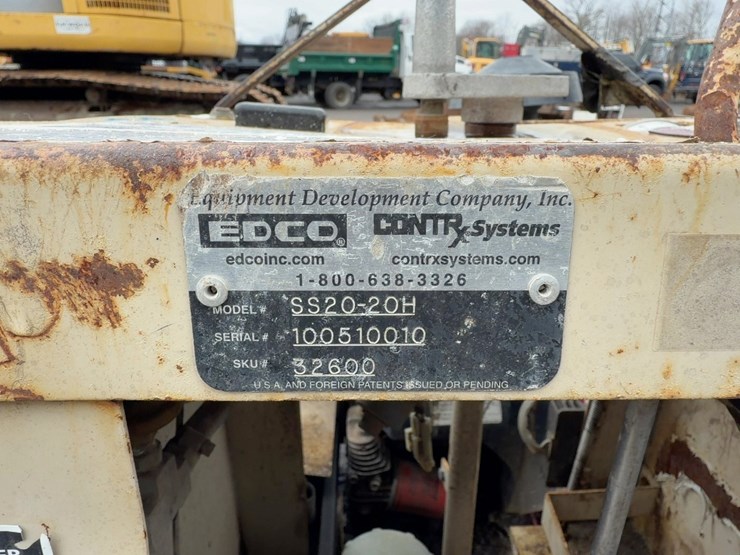 Equipment Development Company, Inc.
EDCO® CONTRx Systems
edcoinc.com contrxsystems.com
1-800-638-3326
MODEL # SS20-20H
SERIAL # 100510010
SKU # 32600
U.S.A. AND FOREIGN PATENTS ISSUED OR PENDING